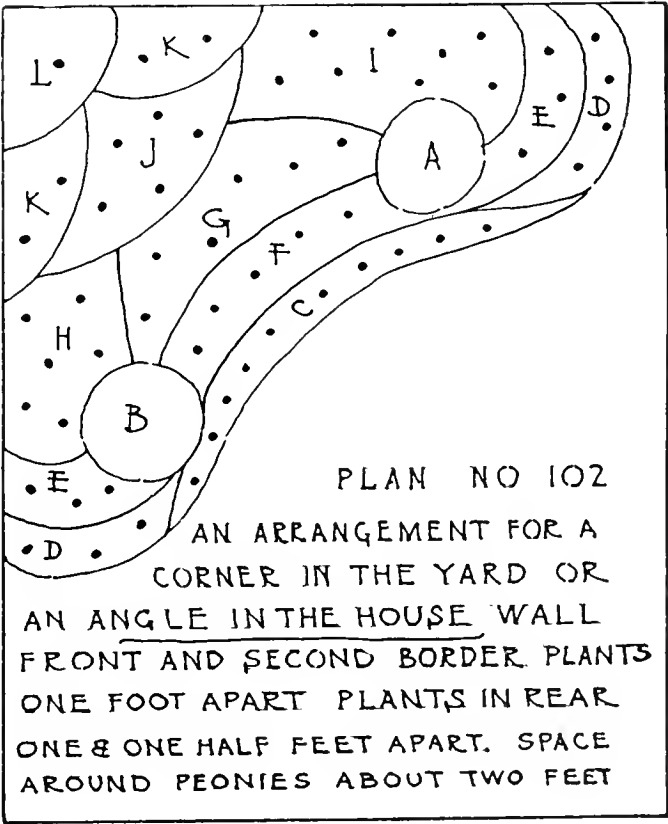 L
K
I
E
D
K
J
A
G
F
C
H
B
E
D
PLAN NO 102
AN ARRANGEMENT FOR A
CORNER IN THE YARD OR
AN ANGLE IN THE HOUSE WALL
FRONT AND SECOND BORDER PLANTS
ONE FOOT APART PLANTS IN REAR
ONE & ONE HALF FEET APART. SPACE
AROUND PEONIES ABOUT TWO FEET